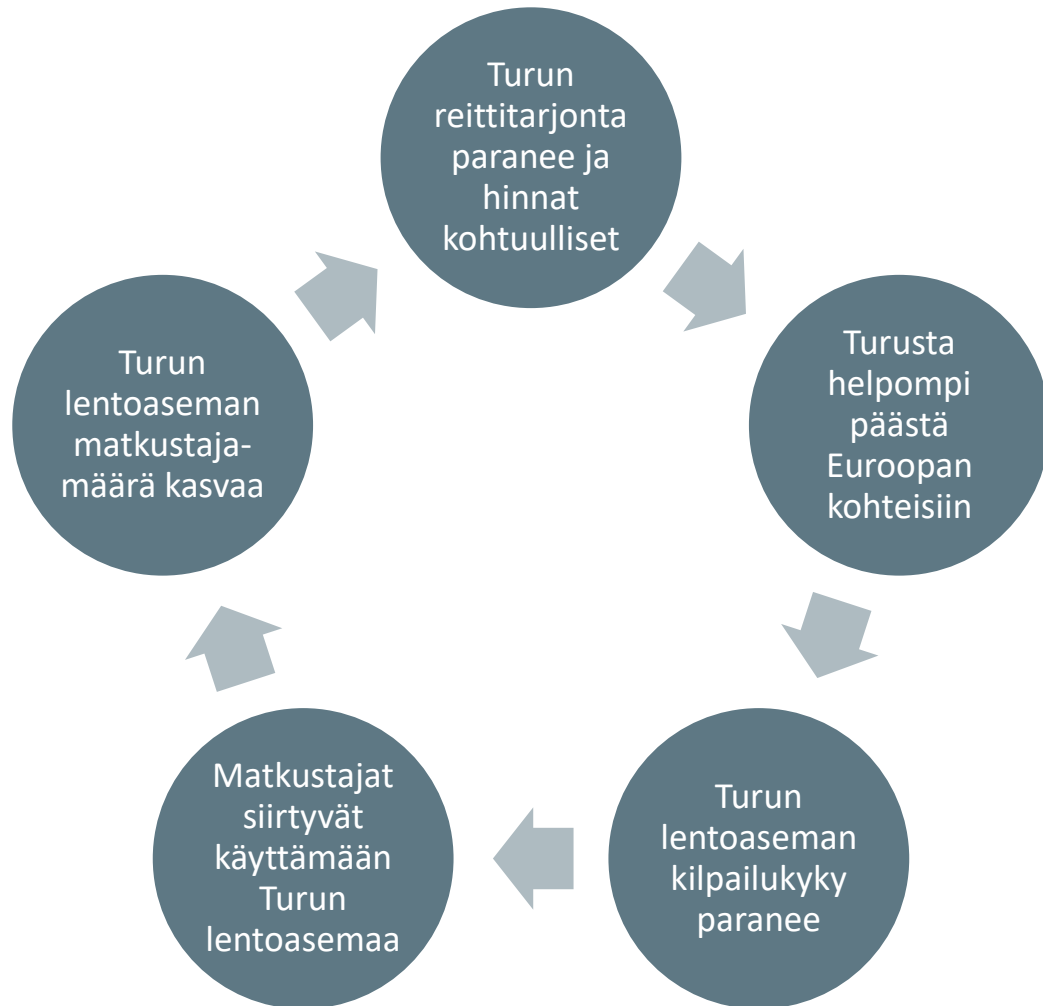 Turun
reittitarjonta
paranee ja
hinnat
kohtuulliset
Turusta
helpompi
päästä
Euroopan
kohteisiin
Turun
lentoaseman
kilpailukyky
paranee
Matkustajat
siirtyvät
käyttämään
Turun
lentoasemaa
Turun
lentoaseman
matkustaja-
määrä kasvaa